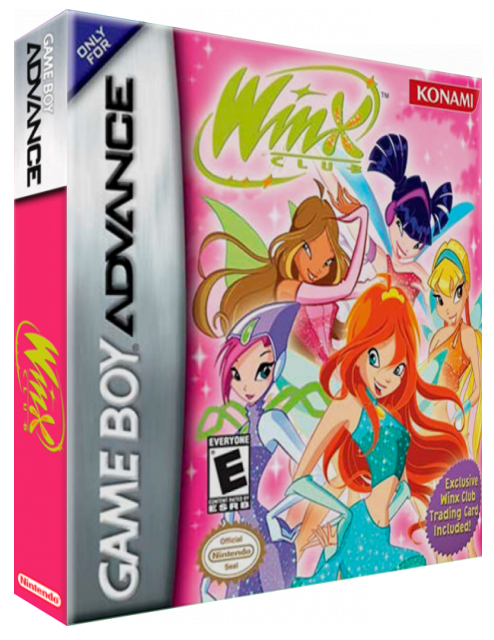 GAME BOY
ADVANCE
Winx
CLUB
Nintendo
ONLY
FOR
GAME BOY ADVANCE
Winx
™
CLUB
KONAMI
EVERYONE
E
CONTENT RATED BY
ESRB
Official
Nintendo
Seal
Exclusive
Winx Club
Trading Card
Included!